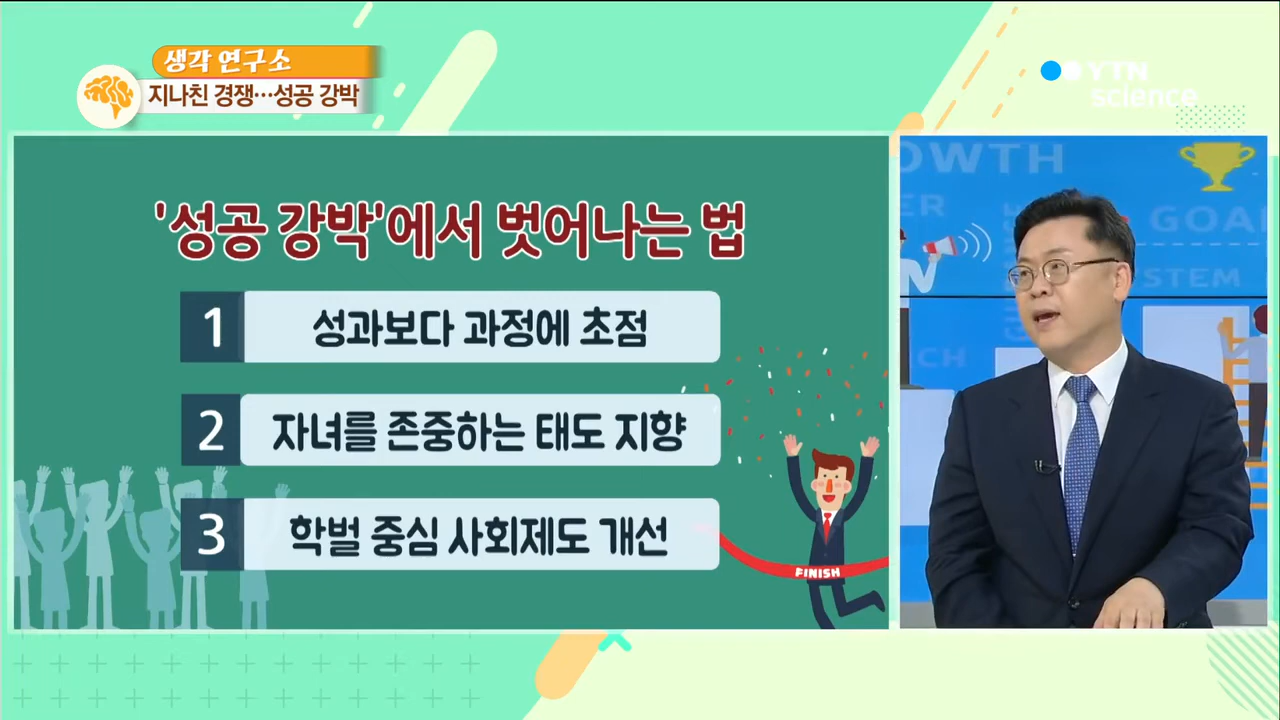 생각 연구소
지나친 경쟁…성공 강박
YTN
science
'성공 강박'에서 벗어나는 법
1 성과보다 과정에 초점
2 자녀를 존중하는 태도 지향
3 학벌 중심 사회제도 개선
FINISH
OWTH
GOA
STEM